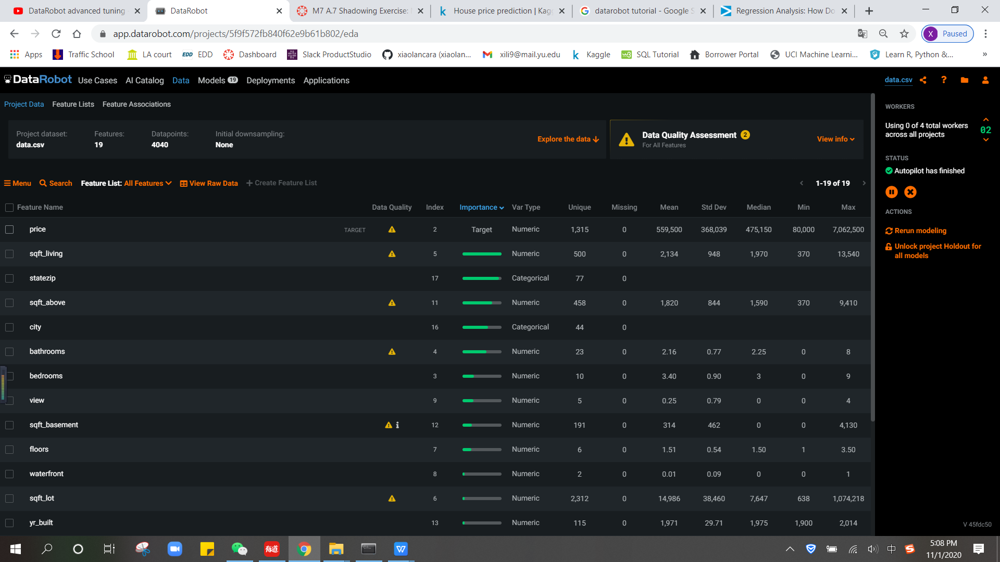 DataRobot advanced tuning
DataRobot
M7 A.7 Shadowing Exercise:
House price prediction | Kagg
datarobot tutorial - Google S
Regression Analysis: How Do
app.datarobot.com/projects/5f9f572fb840f62e9b61b802/eda
X Paused
Apps
Traffic School
LA court
EDD EDD
Dashboard
Slack ProductStudio
xiaolancara (xiaolan...
xili9@mail.yu.edu
k Kaggle
w3 SQL Tutorial
Borrower Portal
UCI Machine Learni...
Learn R, Python &...
»
DataRobot Use Cases AI Catalog Data Models 19 Deployments Applications
data.csv ?
Project Data Feature Lists Feature Associations
WORKERS
Using 0 of 4 total workers
across all projects
02
Project dataset: Features: Datapoints: Initial downsampling:
data.csv 19 4040 None
Explore the data
Data Quality Assessment 2
For All Features
View info
STATUS
Autopilot has finished
ACTIONS
Rerun modeling
Unlock project Holdout for
all models
Menu Search Feature List: All Features View Raw Data + Create Feature List
1-19 of 19
Feature Name Data Quality Index Importance Var Type Unique Missing Mean Std Dev Median Min Max
price TARGET 2 Target Numeric 1,315 0 559,500 368,039 475,150 80,000 7,062,500
sqft_living 5 Numeric 500 0 2,134 948 1,970 370 13,540
statezip 17 Categorical 77 0
sqft_above 11 Numeric 458 0 1,820 844 1,590 370 9,410
city 16 Categorical 44 0
bathrooms 4 Numeric 23 0 2.16 0.77 2.25 0 8
bedrooms 3 Numeric 10 0 3.40 0.90 3 0 9
view 9 Numeric 5 0 0.25 0.79 0 0 4
sqft_basement i 12 Numeric 191 0 314 462 0 0 4,130
floors 7 Numeric 6 0 1.51 0.54 1.50 1 3.50
waterfront 8 Numeric 2 0 0.01 0.09 0 0 1
sqft_lot 6 Numeric 2,312 0 14,986 38,460 7,647 638 1,074,218
yr_built 13 Numeric 115 0 1,971 29.71 1,975 1,900 2,014
V 45fdc50
有道
W
中
S
5:08 PM
11/1/2020